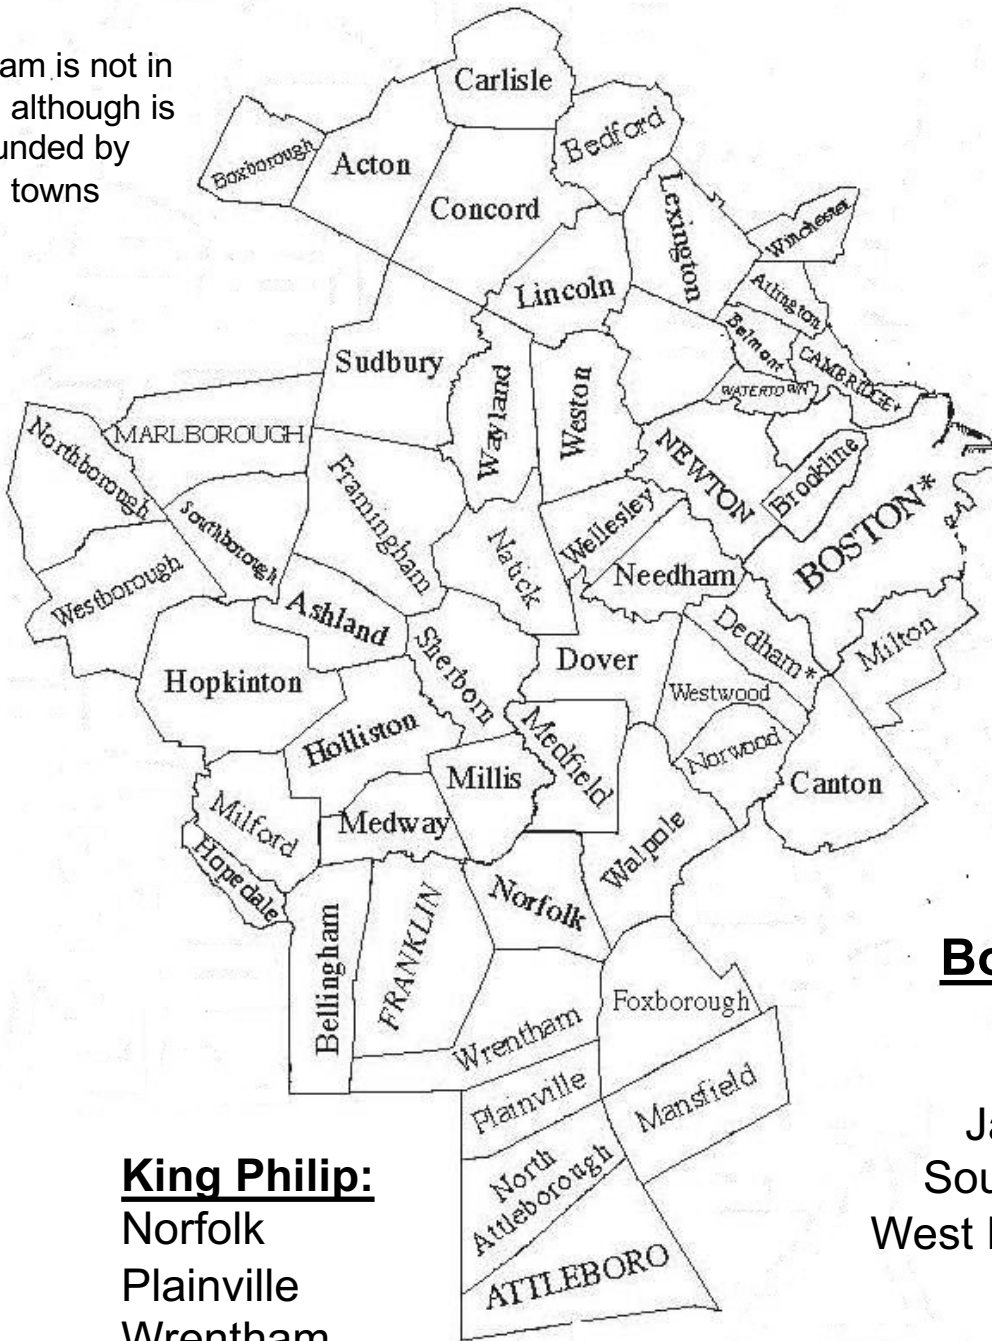 am is not in
although is
unded by
towns
Carlisle
Bedford
Boxborough
Acton
Concord
Lexington
Winchester
Lincoln
Arlington
Belmont
CAMBRIDGE*
WATERTOWN
Sudbury
Wayland
Weston
MARLBOROUGH
Northborough
Southborough
Framingham
NEWTON
Brookline
BOSTON*
Wellesley
Natick
Needham
Westborough
Ashland
Sherborn
Dover
Dedham*
Milton
Hopkinton
Westwood
Holliston
Medfield
Norwood
Millis
Canton
Milford
Medway
Walpole
Hopedale
Norfolk
Bellingham
FRANKLIN
Bo
Foxborough
Wrentham
Plainville
Mansfield
Ja
North
Attleborough
Sou
West
ATTLEBORO
King Philip:
Norfolk
Plainville
Wrentham